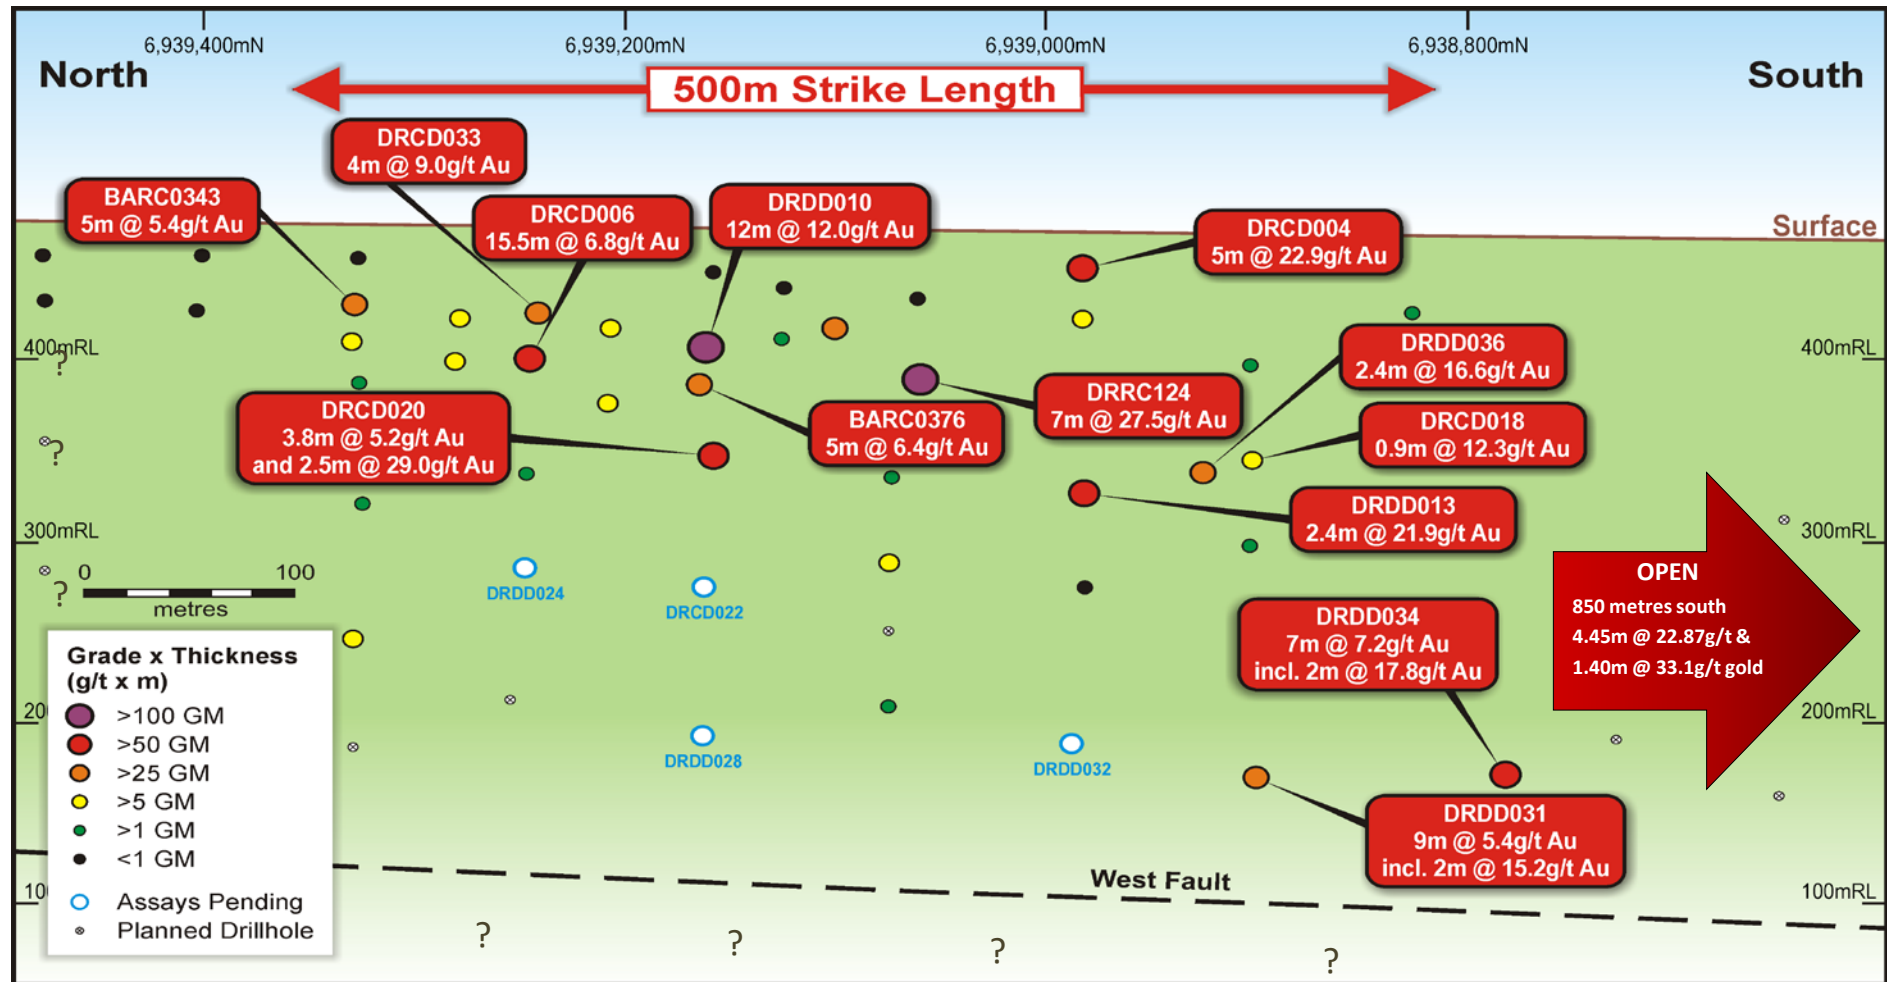 6,939,400mN
6,939,200mN
6,939,000mN
6,938,800mN
North
500m Strike Length
South
DRCD033
4m @ 9.0g/t Au
BARC0343
5m @ 5.4g/t Au
DRCD006
15.5m @ 6.8g/t Au
DRDD010
12m @ 12.0g/t Au
DRCD004
5m @ 22.9g/t Au
Surface
400mRL
?
400mRL
DRDD036
2.4m @ 16.6g/t Au
DRRC124
7m @ 27.5g/t Au
DRCD020
3.8m @ 5.2g/t Au
and 2.5m @ 29.0g/t Au
BARC0376
5m @ 6.4g/t Au
DRCD018
0.9m @ 12.3g/t Au
?
DRDD013
2.4m @ 21.9g/t Au
300mRL
300mRL
0 100
metres
?
DRDD024
DRCD022
OPEN
850 metres south
4.45m @ 22.87g/t &
1.40m @ 33.1g/t gold
DRDD034
7m @ 7.2g/t Au
incl. 2m @ 17.8g/t Au
Grade x Thickness
(g/t x m)
>100 GM
>50 GM
>25 GM
>5 GM
>1 GM
<1 GM
Assays Pending
Planned Drillhole
20
200mRL
DRDD028
DRDD032
DRDD031
9m @ 5.4g/t Au
incl. 2m @ 15.2g/t Au
West Fault
10
100mRL
?
?
?
?